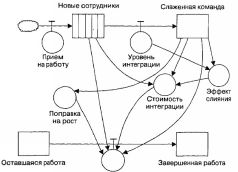 Новые сотрудники
Слаженная команда
Прием
на работу
Уровень
интеграции
Эффект
слияния
Стоимость
интеграции
Поправка
на рост
Оставшаяся работа
Завершенная работа